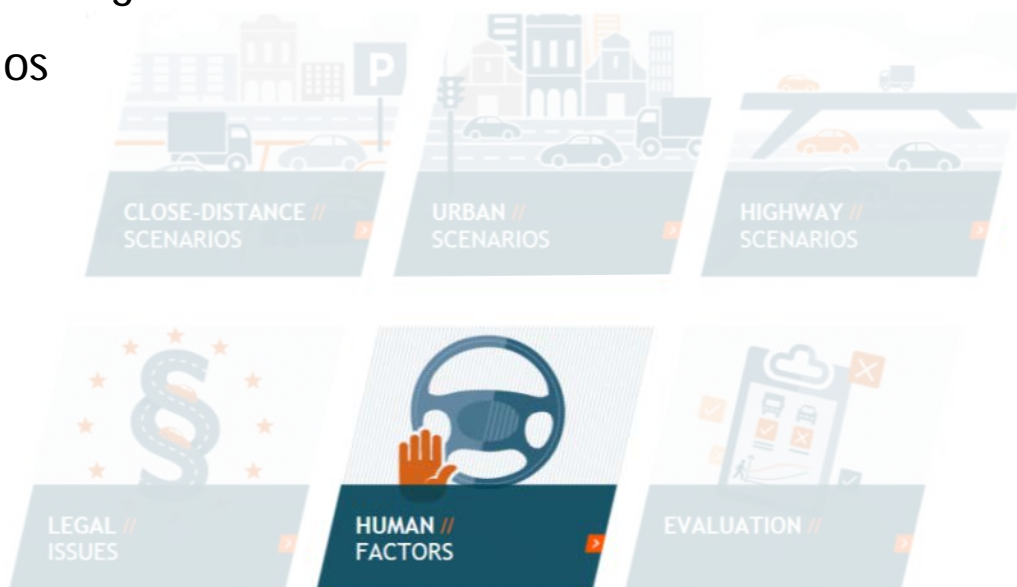 os
P
CLOSE-DISTANCE //
SCENARIOS
URBAN //
SCENARIOS
HIGHWAY //
SCENARIOS
§
LEGAL //
ISSUES
HUMAN //
FACTORS
EVALUATION //